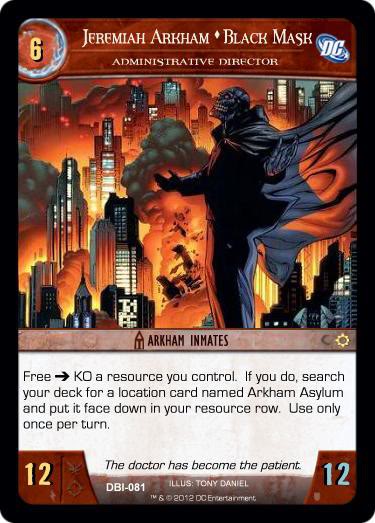 6
JEREMIAH ARKHAM ♦ BLACK MASK
DC
ADMINISTRATIVE DIRECTOR
ARKHAM INMATES
Free ➔ KO a resource you control. If you do, search
your deck for a location card named Arkham Asylum
and put it face down in your resource row. Use only
once per turn.
The doctor has become the patient.
12
12
DBI-081
ILLUS: TONY DANIEL
™ & © 2012 DC Entertainment